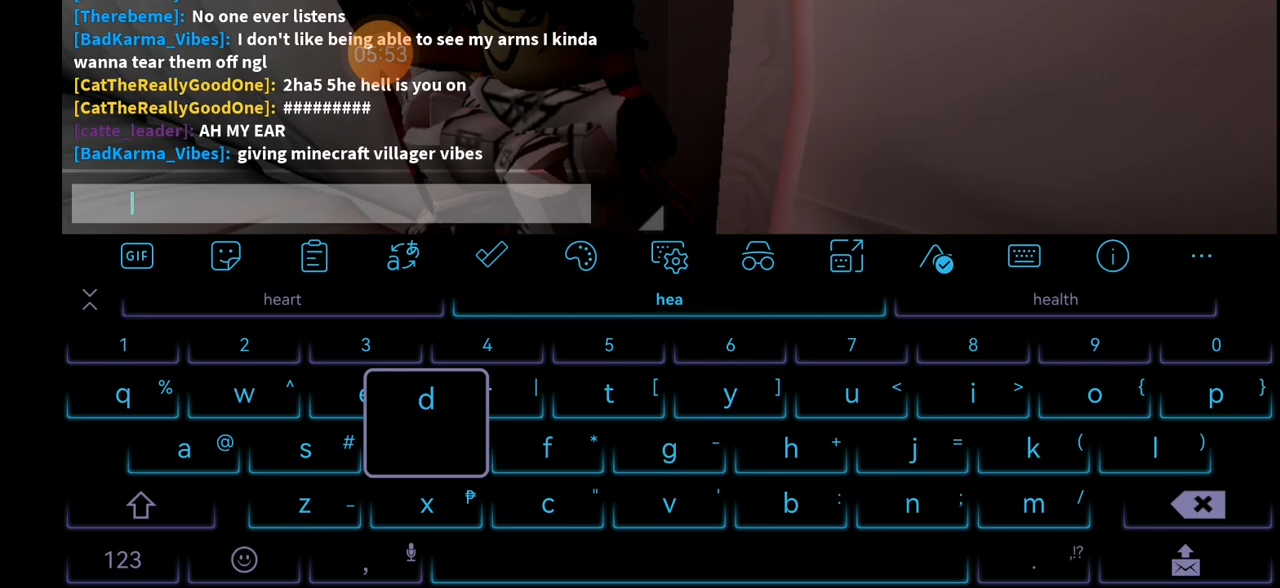 [Therebeme]: No one ever listens
[BadKarma_Vibes]: I don't like being able to see my arms I kinda
wanna tear them off ngl
05:53
[CatTheReallyGoodOne]: 2ha5 5he hell is you on
[CatTheReallyGoodOne]: #########
[catte_leader]: AH MY EAR
[BadKarma_Vibes]: giving minecraft villager vibes
GIF あ a
heart hea health
1 2 3 4 5 6 7 8 9 0
q % w ^ e | t [ y ] u < i > o { p }
d
a @ s # f * g - h + j = k ( l )
z _ x ₱ c " v ' b : n ; m /
123 , . ,!?